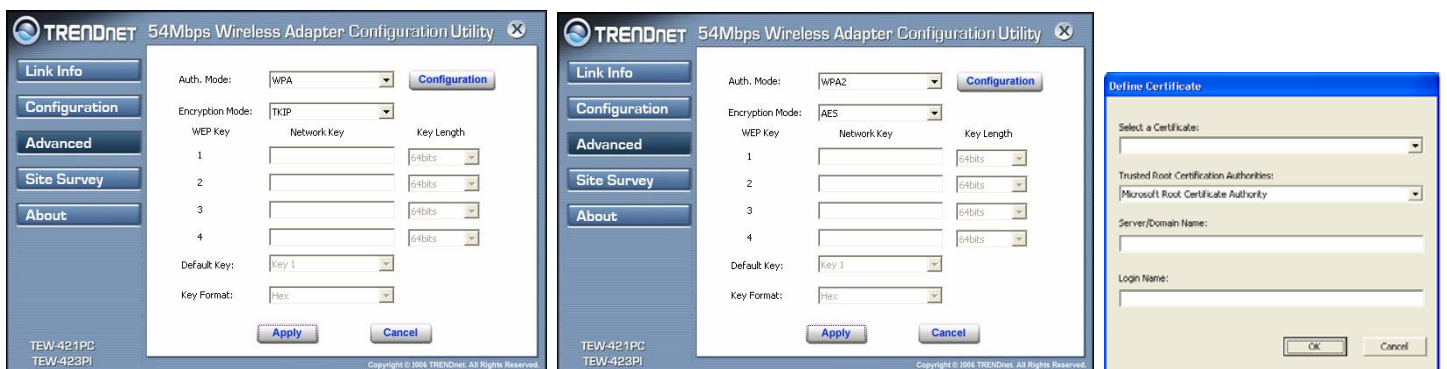 TRENDNET 54Mbps Wireless Adapter Configuration Utility X
Link Info
Configuration
Advanced
Site Survey
About
Auth. Mode: WPA Configuration
Encryption Mode: TKIP
WEP Key Network Key Key Length
1 64bits
2 64bits
3 64bits
4 64bits
Default Key: Key 1
Key Format: Hex
Apply Cancel
TEW-421PC
TEW-423PI
Copyright © 2006 TRENDnet. All Rights Reserved.
TRENDNET 54Mbps Wireless Adapter Configuration Utility X
Link Info
Configuration
Advanced
Site Survey
About
Auth. Mode: WPA2 Configuration
Encryption Mode: AES
WEP Key Network Key Key Length
1 64bits
2 64bits
3 64bits
4 64bits
Default Key: Key 1
Key Format: Hex
Apply Cancel
TEW-421PC
TEW-423PI
Copyright © 2006 TRENDnet. All Rights Reserved.
Define Certificate
Select a Certificate:
Trusted Root Certification Authorities:
Microsoft Root Certificate Authority
Server/Domain Name:
Login Name:
OK Cancel